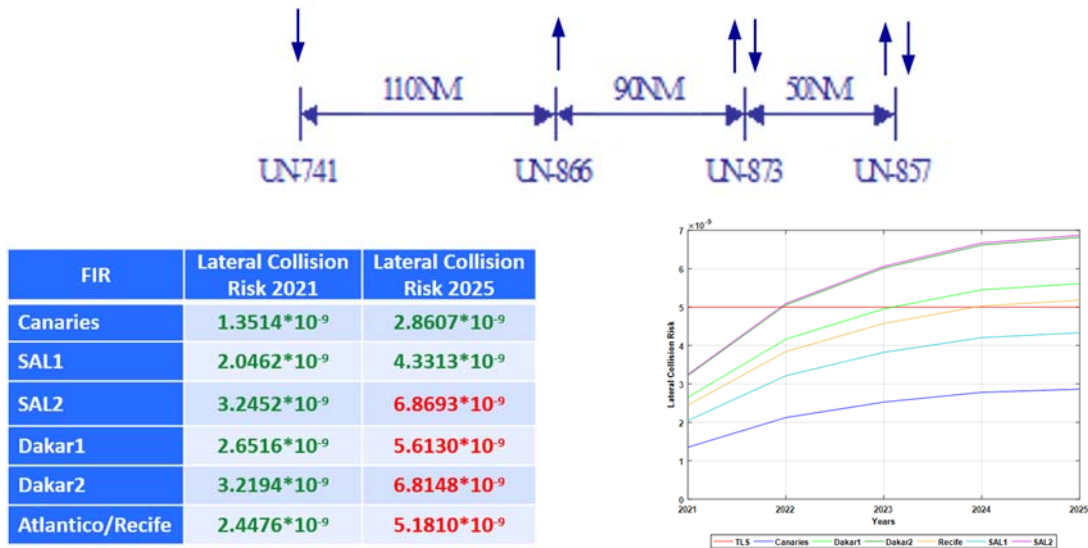 110NM 90NM 50NM
UN-741 UN-866 UN-873 UN-857
FIR Lateral Collision Risk 2021 Lateral Collision Risk 2025
Canaries 1.3514*10-9 2.8607*10-9
SAL1 2.0462*10-9 4.3313*10-9
SAL2 3.2452*10-9 6.8693*10-9
Dakar1 2.6516*10-9 5.6130*10-9
Dakar2 3.2194*10-9 6.8148*10-9
Atlantico/Recife 2.4476*10-9 5.1810*10-9
×10-9
7
6
5
4
3
2
1
0
Lateral Collision Risk
2021 2022 2023 2024 2025
Years
TLS Canaries Dakar1 Dakar2 Recife SAL1 SAL2